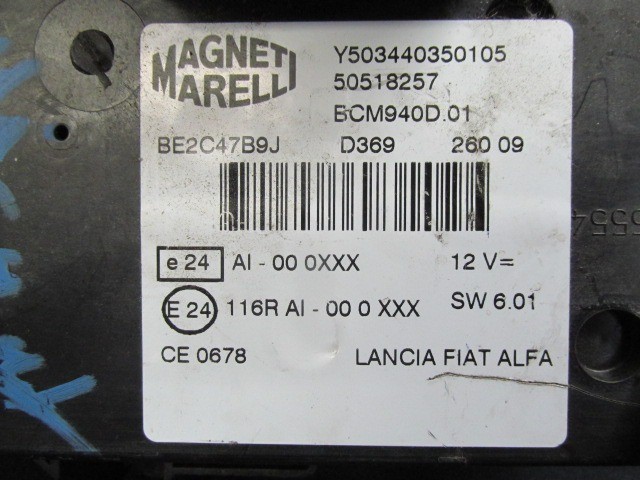 MAGNETI
MARELLI
Y503440350105
50518257
BCM940D.01
BE2C47B9J D369 260 09
e 24 AI - 00 0XXX 12 V=
E 24 116R AI - 00 0 XXX SW 6.01
CE 0678 LANCIA FIAT ALFA